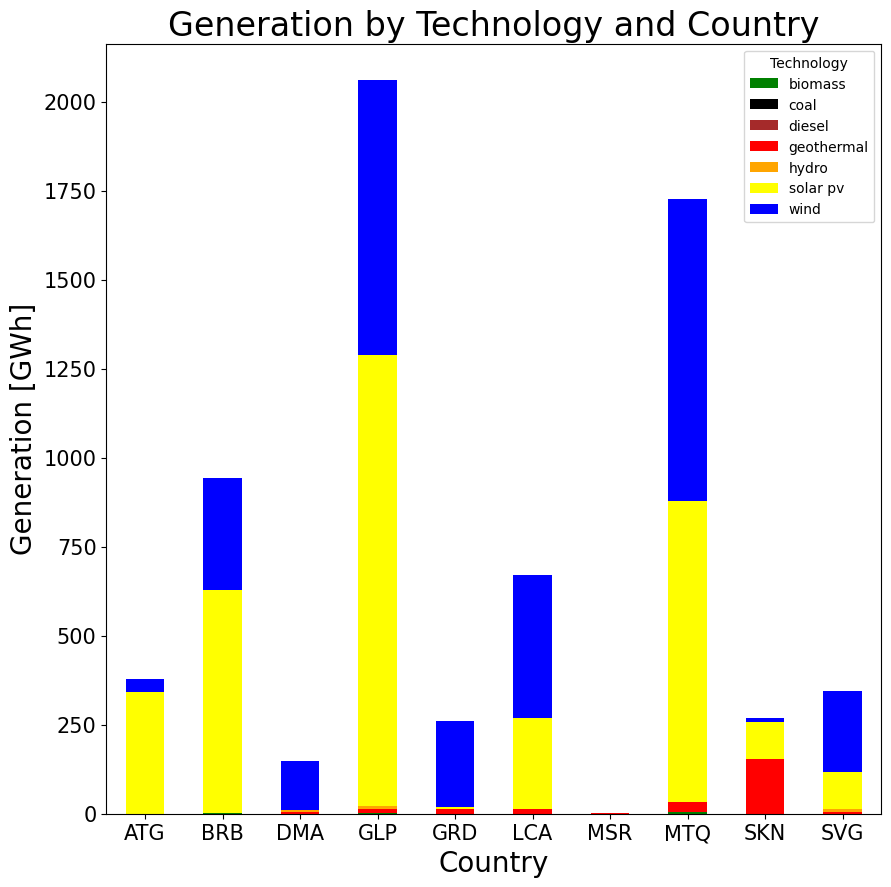 Generation by Technology and Country
Generation [GWh]
2000
1750
1500
1250
1000
750
500
250
0
Technology
biomass
coal
diesel
geothermal
hydro
solar pv
wind
ATG BRB DMA GLP GRD LCA MSR MTQ SKN SVG
Country